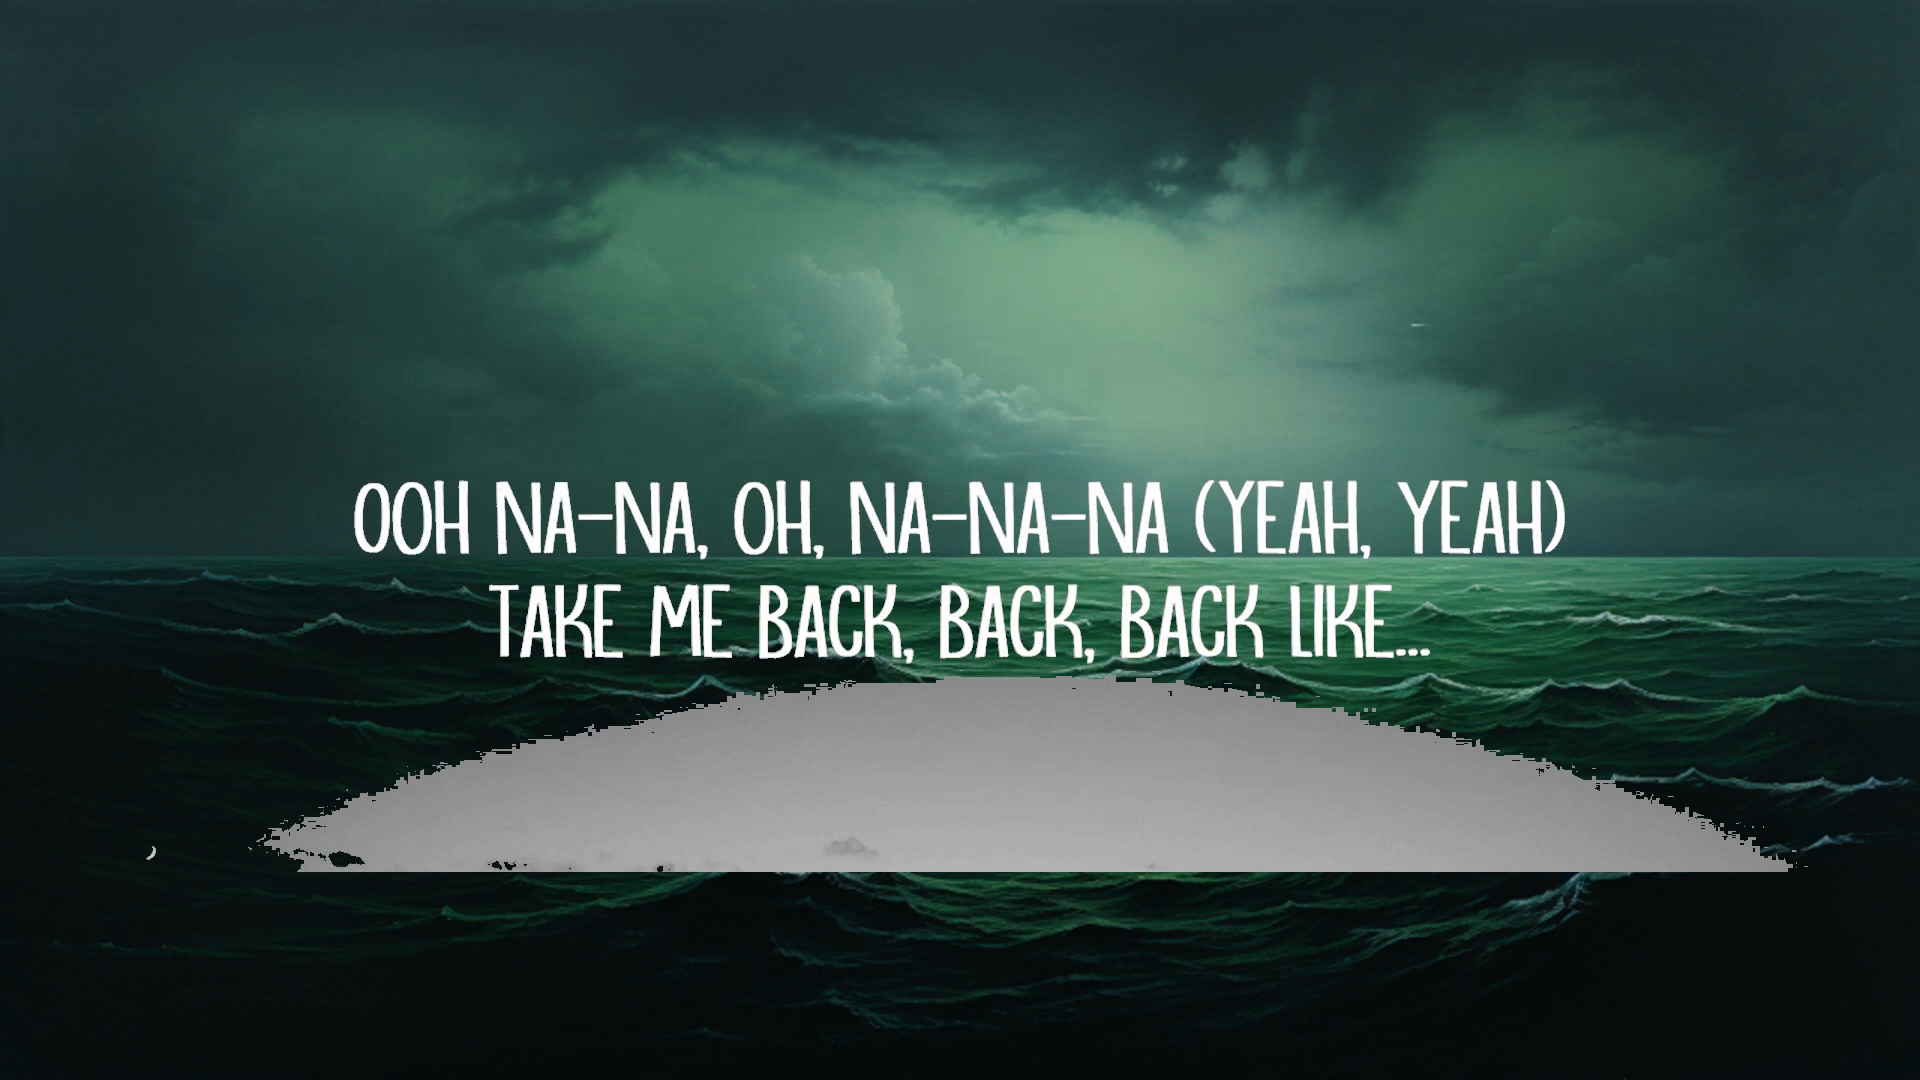 OOH NA-NA, OH, NA-NA-NA (YEAH, YEAH)
TAKE ME BACK, BACK, BACK LIKE...